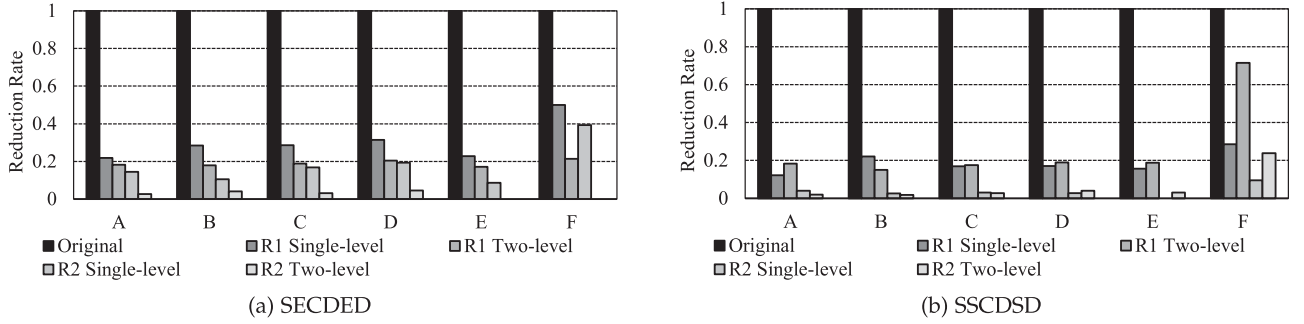 Reduction Rate
1
0.8
0.6
0.4
0.2
0
A B C D E F
Original R1 Single-level R1 Two-level
R2 Single-level R2 Two-level
(a) SECDED
Reduction Rate
1
0.8
0.6
0.4
0.2
0
A B C D E F
Original R1 Single-level R1 Two-level
R2 Single-level R2 Two-level
(b) SSCDSD